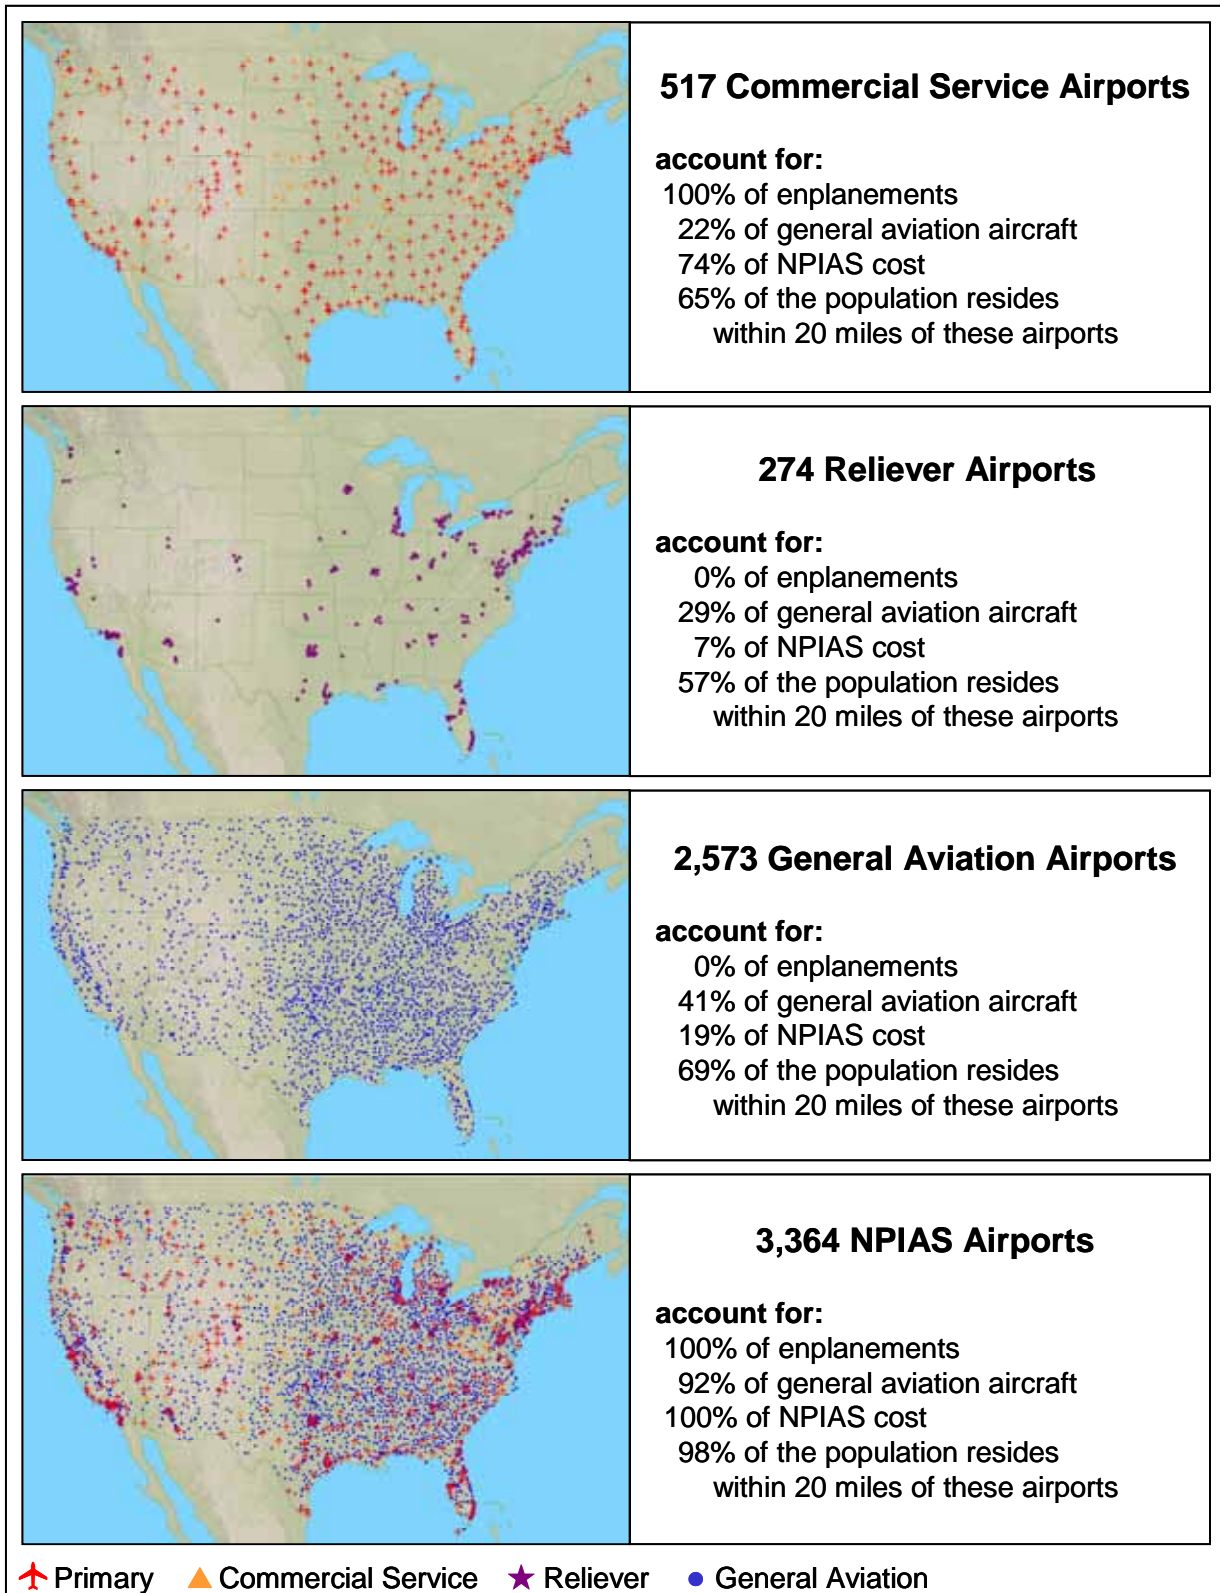 517 Commercial Service Airports
account for:
100% of enplanements
22% of general aviation aircraft
74% of NPIAS cost
65% of the population resides
within 20 miles of these airports
274 Reliever Airports
account for:
0% of enplanements
29% of general aviation aircraft
7% of NPIAS cost
57% of the population resides
within 20 miles of these airports
2,573 General Aviation Airports
account for:
0% of enplanements
41% of general aviation aircraft
19% of NPIAS cost
69% of the population resides
within 20 miles of these airports
3,364 NPIAS Airports
account for:
100% of enplanements
92% of general aviation aircraft
100% of NPIAS cost
98% of the population resides
within 20 miles of these airports
Primary Commercial Service Reliever General Aviation